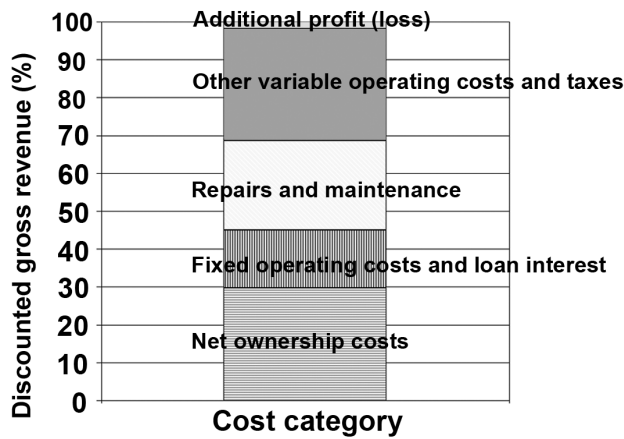 Discounted gross revenue (%)
100
90
80
70
60
50
40
30
20
10
0
Additional profit (loss)
Other variable operating costs and taxes
Repairs and maintenance
Fixed operating costs and loan interest
Net ownership costs
Cost category